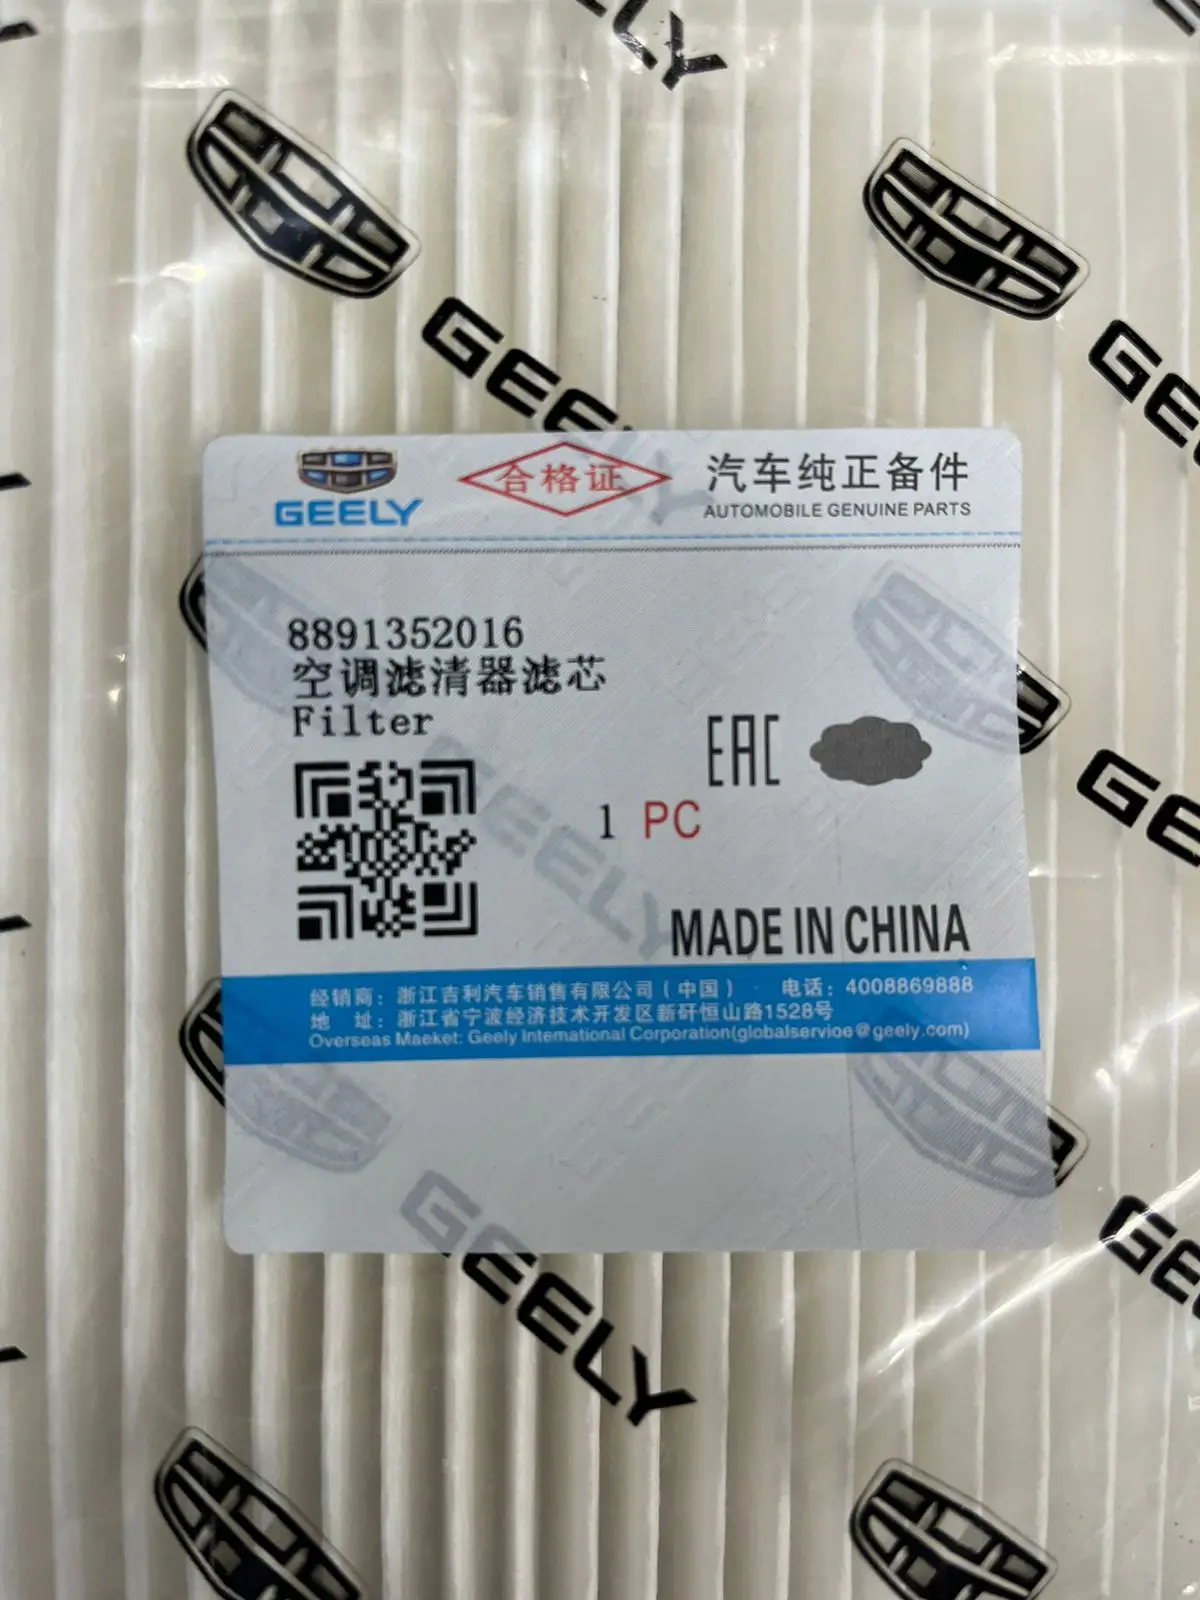 GEELY
GEELY
合格证
汽车纯正备件
AUTOMOBILE GENUINE PARTS
8891352016
空调滤清器滤芯
Filter
EAC
1 PC
MADE IN CHINA
经销商：浙江吉利汽车销售有限公司（中国） 电话：4008869888
地 址：浙江省宁波经济技术开发区新矸恒山路1528号
Overseas Maeket: Geely International Corporation(globalservioe@geely.com)
GEELY
GEELY